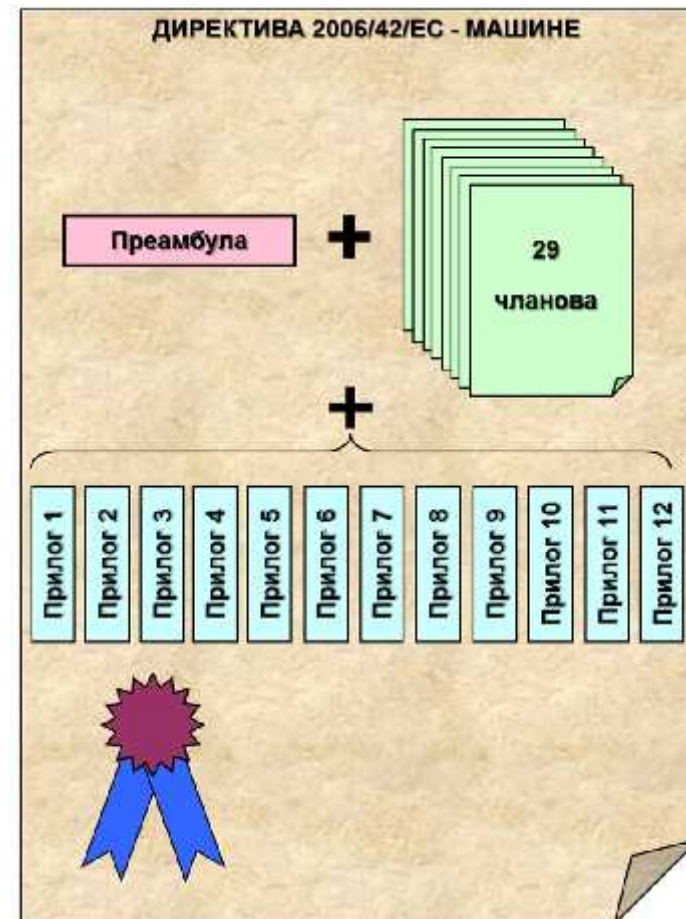 ДИРЕКТИВА 2006/42/ЕС - МАШИНЕ
Преамбула
+
29
чланова
+
Прилог 1
Прилог 2
Прилог 3
Прилог 4
Прилог 5
Прилог 6
Прилог 7
Прилог 8
Прилог 9
Прилог 10
Прилог 11
Прилог 12